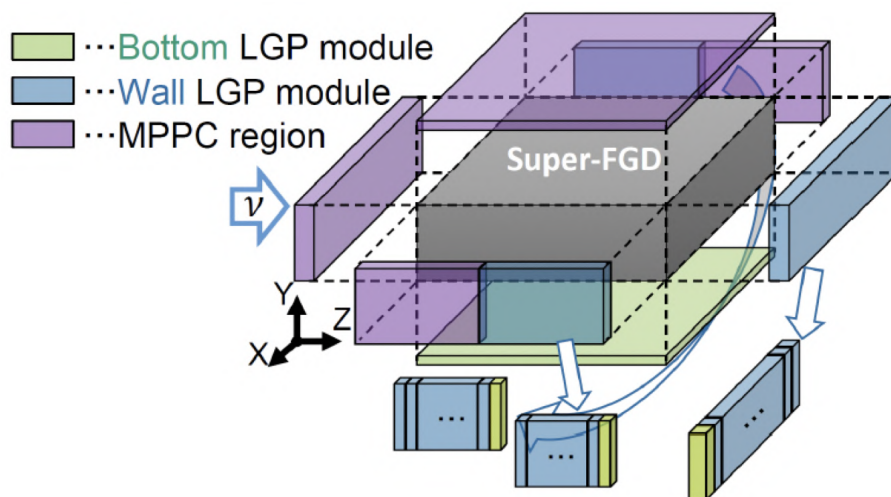 ···Bottom LGP module
···Wall LGP module
···MPPC region
Super-FGD
ν
Y
Z
X
···
···
···